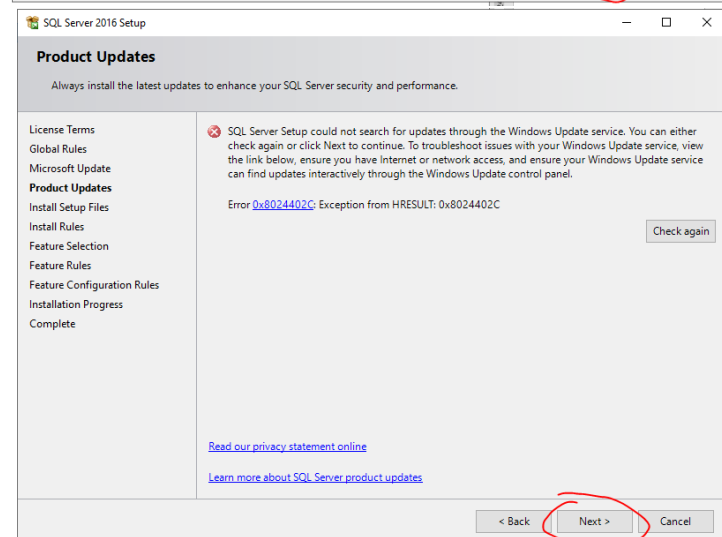 SQL Server 2016 Setup
Product Updates
Always install the latest updates to enhance your SQL Server security and performance.
License Terms
Global Rules
Microsoft Update
Product Updates
Install Setup Files
Install Rules
Feature Selection
Feature Rules
Feature Configuration Rules
Installation Progress
Complete
SQL Server Setup could not search for updates through the Windows Update service. You can either
check again or click Next to continue. To troubleshoot issues with your Windows Update service, view
the link below, ensure you have Internet or network access, and ensure your Windows Update service
can find updates interactively through the Windows Update control panel.
Error 0x8024402C: Exception from HRESULT: 0x8024402C
Check again
Read our privacy statement online
Learn more about SQL Server product updates
< Back Next > Cancel